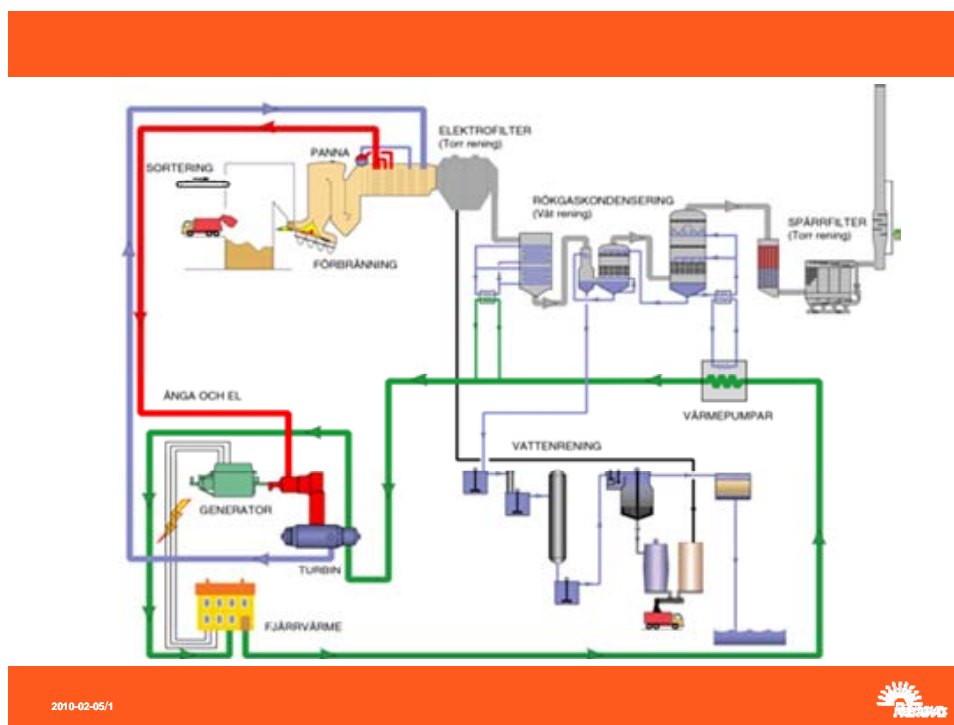 ELEKTROFILTER
(Torr rening)
PANNA
SORTERING
RÖKGASKONDENSERING
(Våt rening)
SPÄRRFILTER
(Torr rening)
FÖRBRÄNNING
ÅNGA OCH EL
VÄRMEPUMPAR
VATTENRENING
GENERATOR
TURBIN
FJÄRRVÄRME
2010-02-05/1
RENOVA